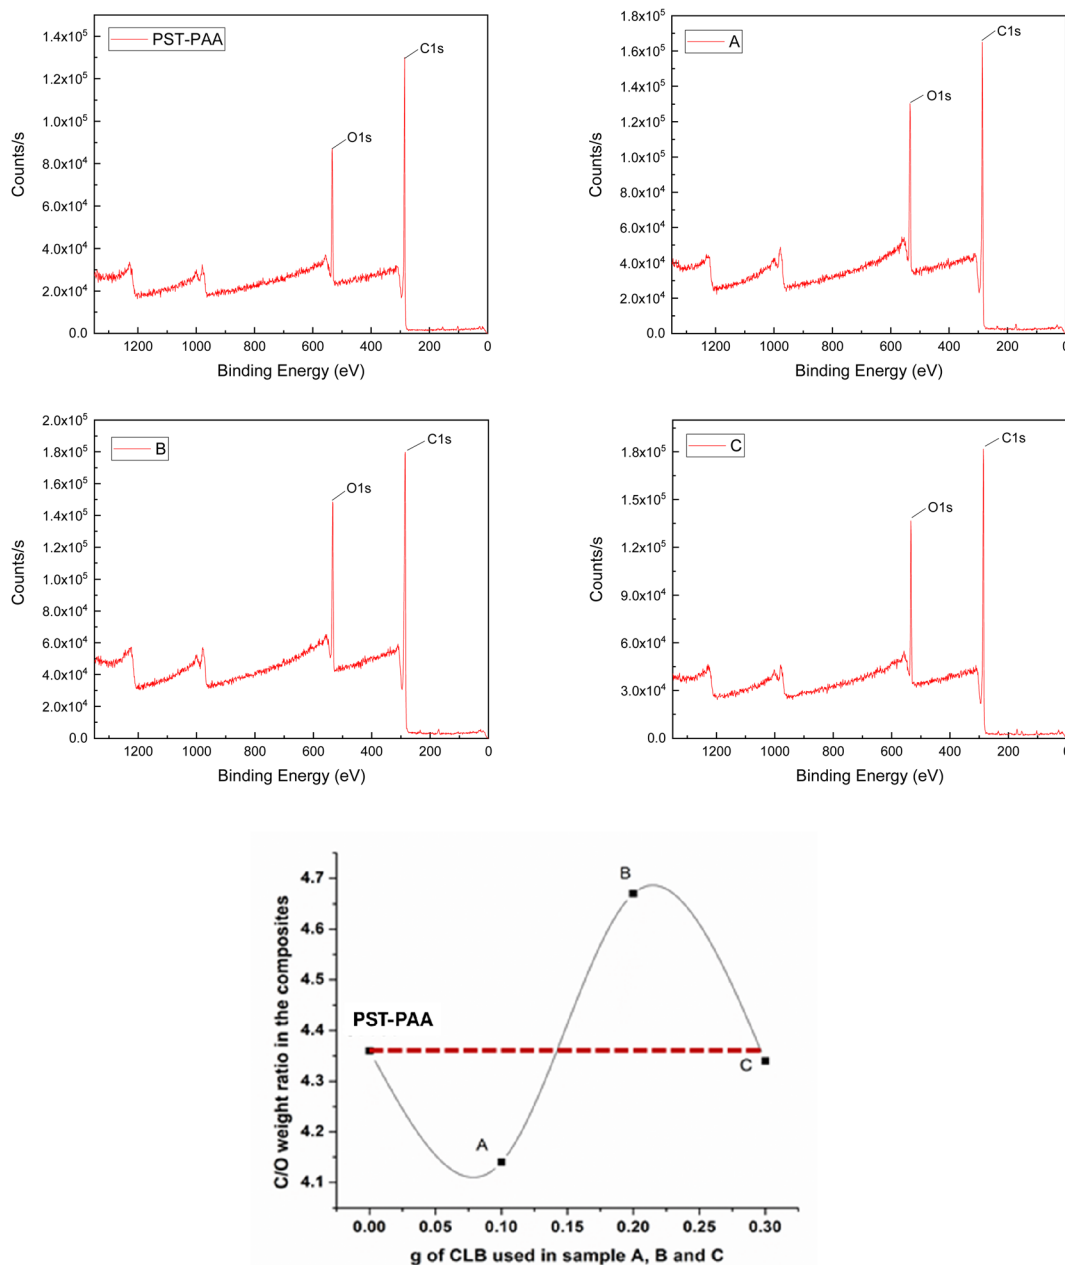 PST-PAA
C1s
O1s
Counts/s
1.4x10⁵
1.2x10⁵
1.0x10⁵
8.0x10⁴
6.0x10⁴
4.0x10⁴
2.0x10⁴
0.0
1200 1000 800 600 400 200 0
Binding Energy (eV)
A
C1s
O1s
Counts/s
1.8x10⁵
1.6x10⁵
1.4x10⁵
1.2x10⁵
1.0x10⁵
8.0x10⁴
6.0x10⁴
4.0x10⁴
2.0x10⁴
0.0
1200 1000 800 600 400 200 0
Binding Energy (eV)
B
C1s
O1s
Counts/s
2.0x10⁵
1.8x10⁵
1.6x10⁵
1.4x10⁵
1.2x10⁵
1.0x10⁵
8.0x10⁴
6.0x10⁴
4.0x10⁴
2.0x10⁴
0.0
1200 1000 800 600 400 200 0
Binding Energy (eV)
C
C1s
O1s
Counts/s
1.8x10⁵
1.5x10⁵
1.2x10⁵
9.0x10⁴
6.0x10⁴
3.0x10⁴
0.0
1200 1000 800 600 400 200 0
Binding Energy (eV)
C/O weight ratio in the composites
4.7
4.6
4.5
4.4
4.3
4.2
4.1
B
PST-PAA
C
A
0.00 0.05 0.10 0.15 0.20 0.25 0.30
g of CLB used in sample A, B and C